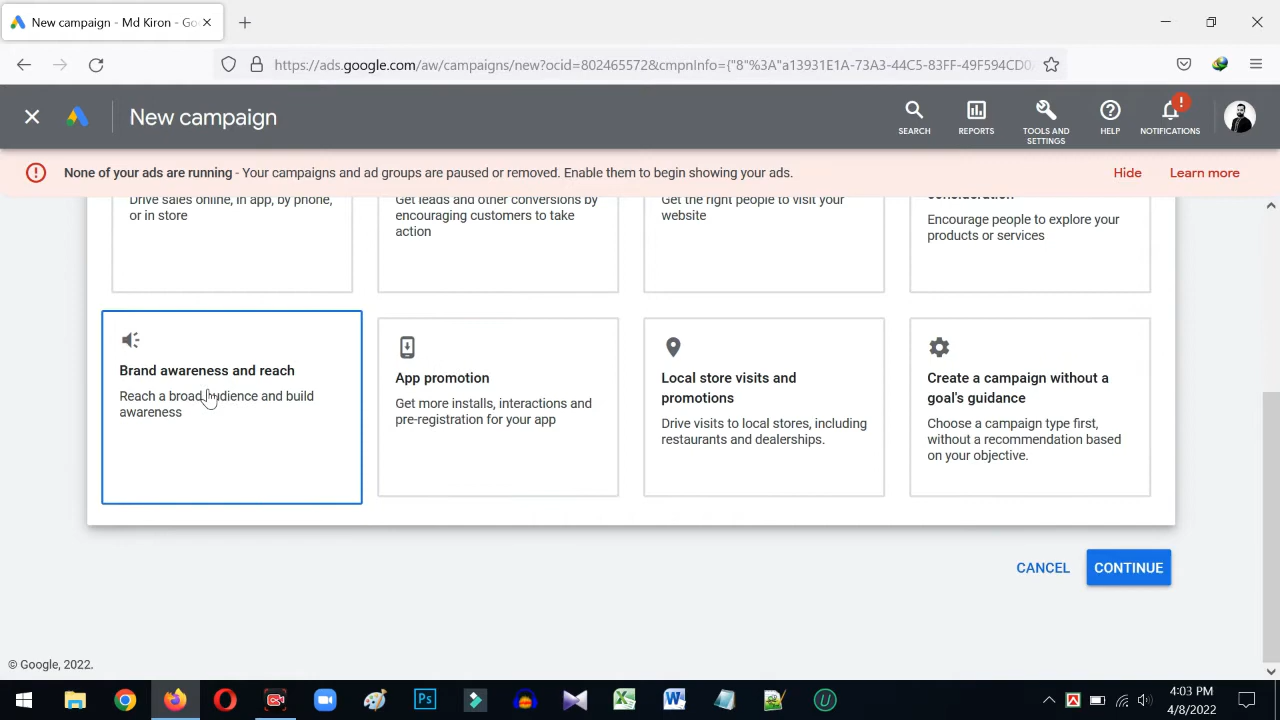 New campaign - Md Kiron - Go
https://ads.google.com/aw/campaigns/new?ocid=802465572&cmpnInfo={"8"%3A"a13931E1A-73A3-44C5-83FF-49F594CD0
New campaign
SEARCH
REPORTS
TOOLS AND
SETTINGS
HELP
NOTIFICATIONS
None of your ads are running - Your campaigns and ad groups are paused or removed. Enable them to begin showing your ads.
Hide
Learn more
Drive sales online, in app, by phone,
or in store
Get leads and other conversions by
encouraging customers to take
action
Get the right people to visit your
website
consideration
Encourage people to explore your
products or services
Brand awareness and reach
Reach a broad audience and build
awareness
App promotion
Get more installs, interactions and
pre-registration for your app
Local store visits and
promotions
Drive visits to local stores, including
restaurants and dealerships.
Create a campaign without a
goal's guidance
Choose a campaign type first,
without a recommendation based
on your objective.
CANCEL
CONTINUE
© Google, 2022.
Ps
4:03 PM
4/8/2022